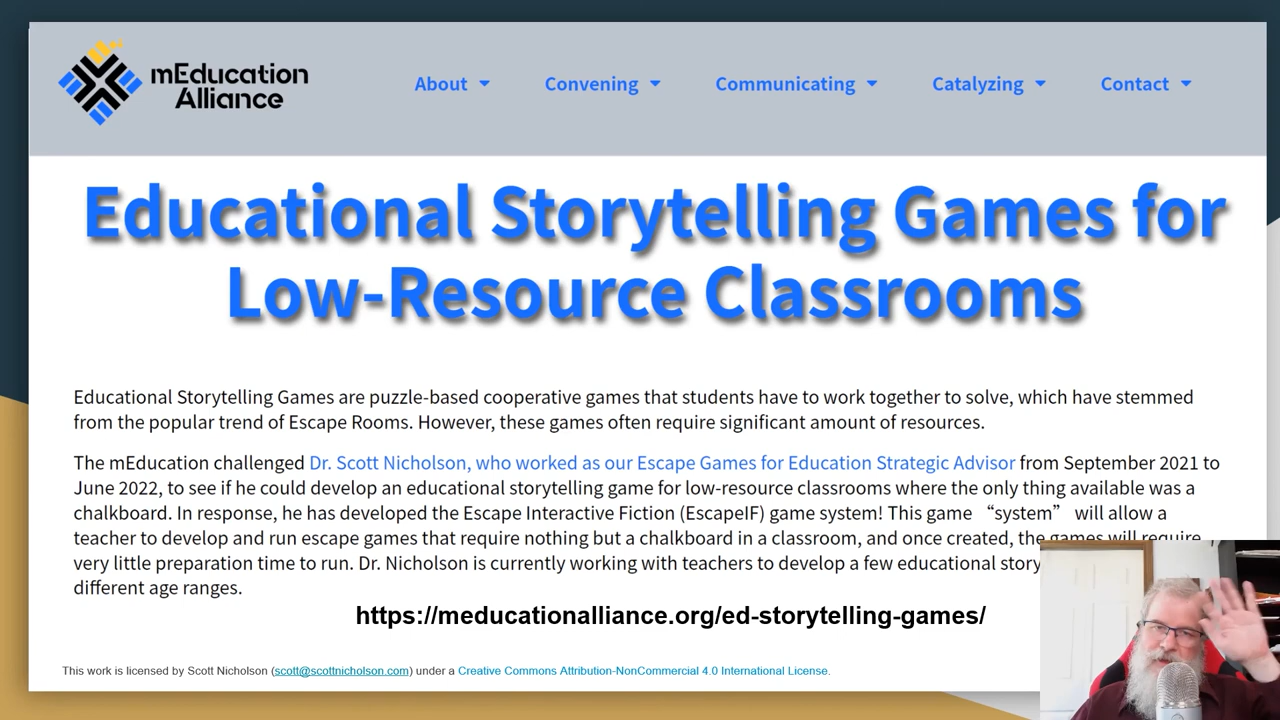 mEducation
Alliance
About
Convening
Communicating
Catalyzing
Contact
Educational Storytelling Games for
Low-Resource Classrooms
Educational Storytelling Games are puzzle-based cooperative games that students have to work together to solve, which have stemmed
from the popular trend of Escape Rooms. However, these games often require significant amount of resources.
The mEducation challenged Dr. Scott Nicholson, who worked as our Escape Games for Education Strategic Advisor from September 2021 to
June 2022, to see if he could develop an educational storytelling game for low-resource classrooms where the only thing available was a
chalkboard. In response, he has developed the Escape Interactive Fiction (EscapeIF) game system! This game “system” will allow a
teacher to develop and run escape games that require nothing but a chalkboard in a classroom, and once created, the games will require
very little preparation time to run. Dr. Nicholson is currently working with teachers to develop a few educational story
different age ranges.
https://meducationalliance.org/ed-storytelling-games/
This work is licensed by Scott Nicholson (scott@scottnicholson.com) under a Creative Commons Attribution-NonCommercial 4.0 International License.